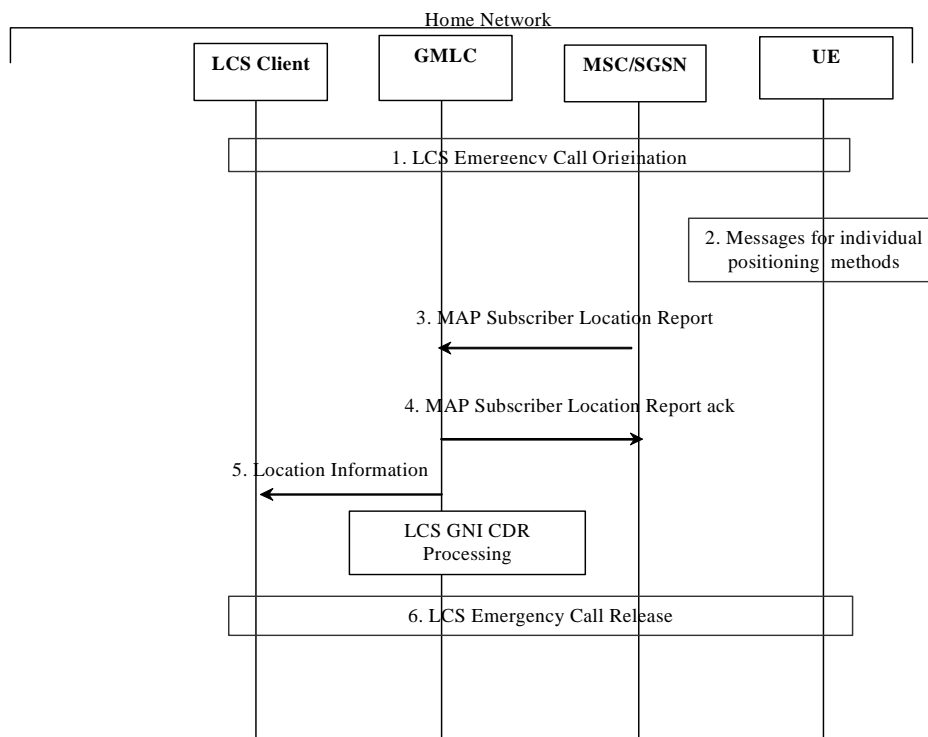 Home Network
LCS Client
GMLC
MSC/SGSN
UE
1. LCS Emergency Call Origination
2. Messages for individual
positioning methods
3. MAP Subscriber Location Report
4. MAP Subscriber Location Report ack
5. Location Information
LCS GNI CDR
Processing
6. LCS Emergency Call Release